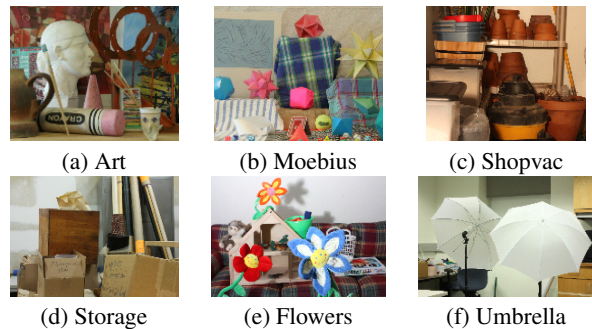 CRAYON
(a) Art
(b) Moebius
(c) Shopvac
(d) Storage
(e) Flowers
(f) Umbrella